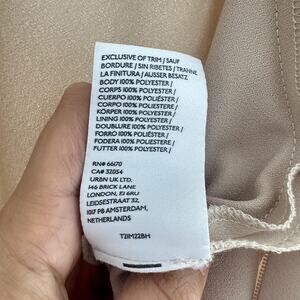 EXCLUSIVE OF TRIM / SAUF
BORDURE / SIN RIBETES / TRANNE
LA FINITURA / AUSSER BESATZ
BODY 100% POLYESTER /
CORPS 100% POLYESTER /
CUERPO 100% POLIÉSTER /
CORPO 100% POLIESTERE /
KÖRPER 100% POLYESTER /
LINING 100% POLYESTER /
DOUBLURE 100% POLYESTER /
FORRO 100% POLIÉSTER /
FODERA 100% POLIESTERE /
FUTTER 100% POLYESTER /
RN# 66170
CA# 32054
URBN UK LTD.
146 BRICK LANE
LONDON, E1 6RU
LEIDSESTRAAT 32,
1017 PB AMSTERDAM,
NETHERLANDS
T21M22BH